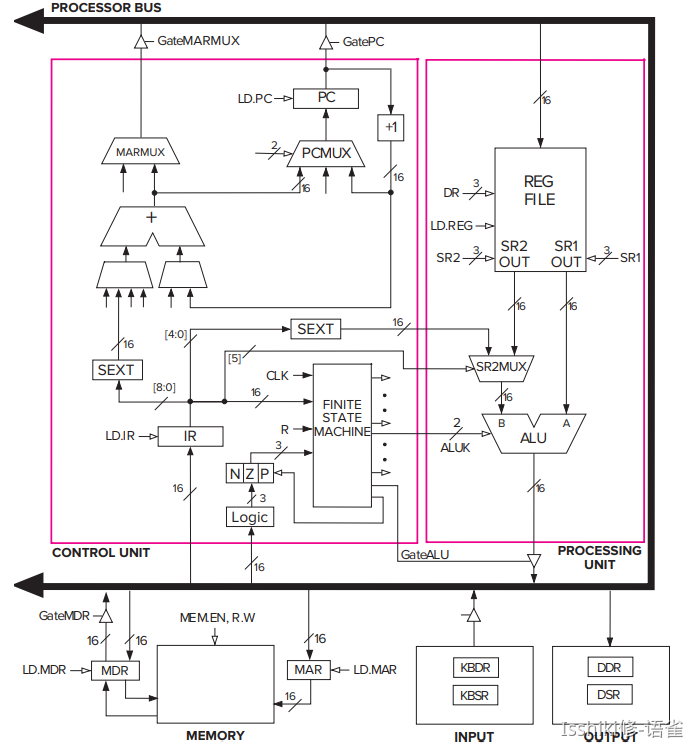 PROCESSOR BUS
GateMARMUX
GatePC
LD.PC
PC
16
+1
MARMUX
2
PCMUX
16
16
REG
FILE
DR
3
LD.REG
SR2
3
SR2
OUT
SR1
OUT
3
SR1
+
16
16
16
SEXT
[8:0]
[4:0]
SEXT
16
[5]
SR2MUX
16
CLK
16
FINITE
STATE
MACHINE
R
LD.IR
IR
3
2
ALUK
B
A
ALU
16
N Z P
16
3
Logic
16
GateALU
CONTROL UNIT
PROCESSING
UNIT
GateMDR
16
16
MEM.EN, R.W
16
LD.MDR
MDR
MAR
LD.MAR
16
KBDR
KBSR
DDR
DSR
MEMORY
INPUT
OUTPUT
Isshiki修-语雀